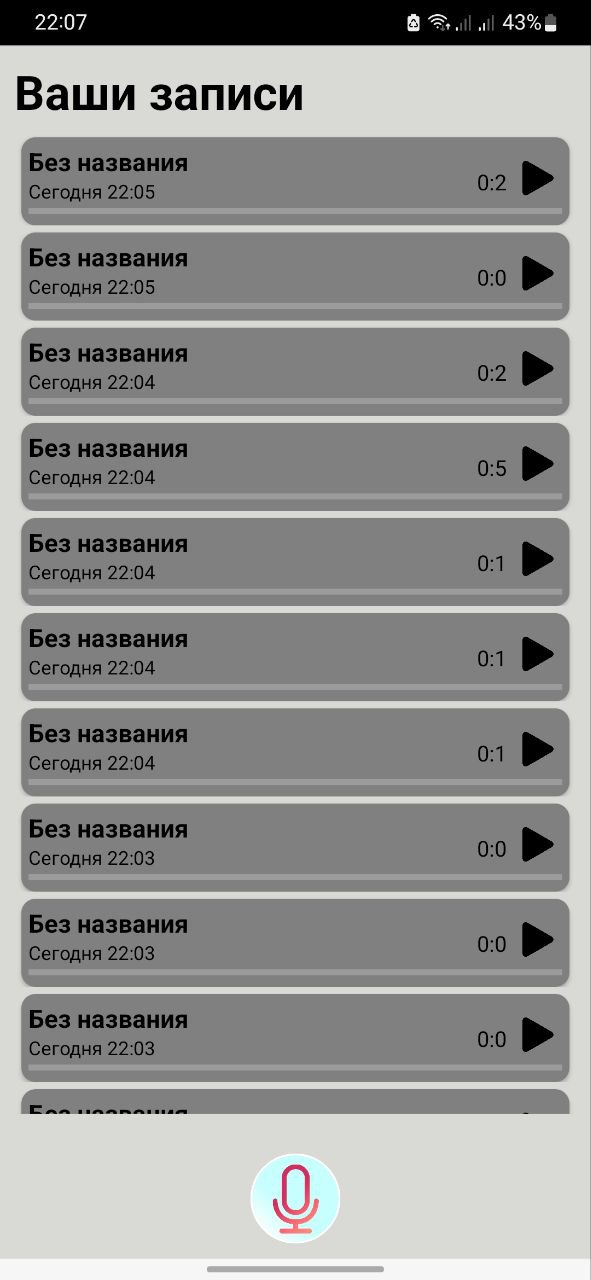 22:07
43%
Ваши записи
Без названия
Сегодня 22:05
0:2
Без названия
Сегодня 22:05
0:0
Без названия
Сегодня 22:04
0:2
Без названия
Сегодня 22:04
0:5
Без названия
Сегодня 22:04
0:1
Без названия
Сегодня 22:04
0:1
Без названия
Сегодня 22:04
0:1
Без названия
Сегодня 22:03
0:0
Без названия
Сегодня 22:03
0:0
Без названия
Сегодня 22:03
0:0
Без названия